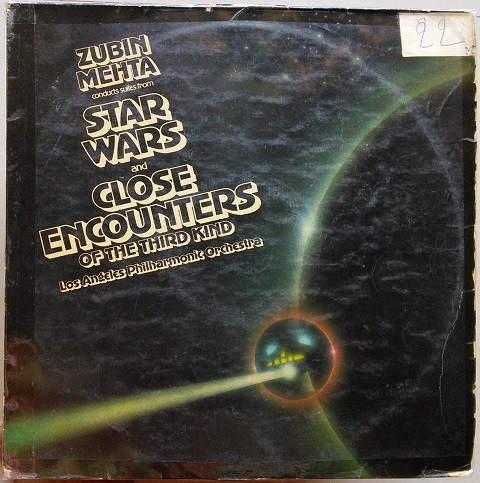 ZUBIN
MEHTA
conducts suites from
STAR
WARS
and
CLOSE
ENCOUNTERS
OF THE THIRD KIND
Los Angeles Philharmonic Orchestra
22